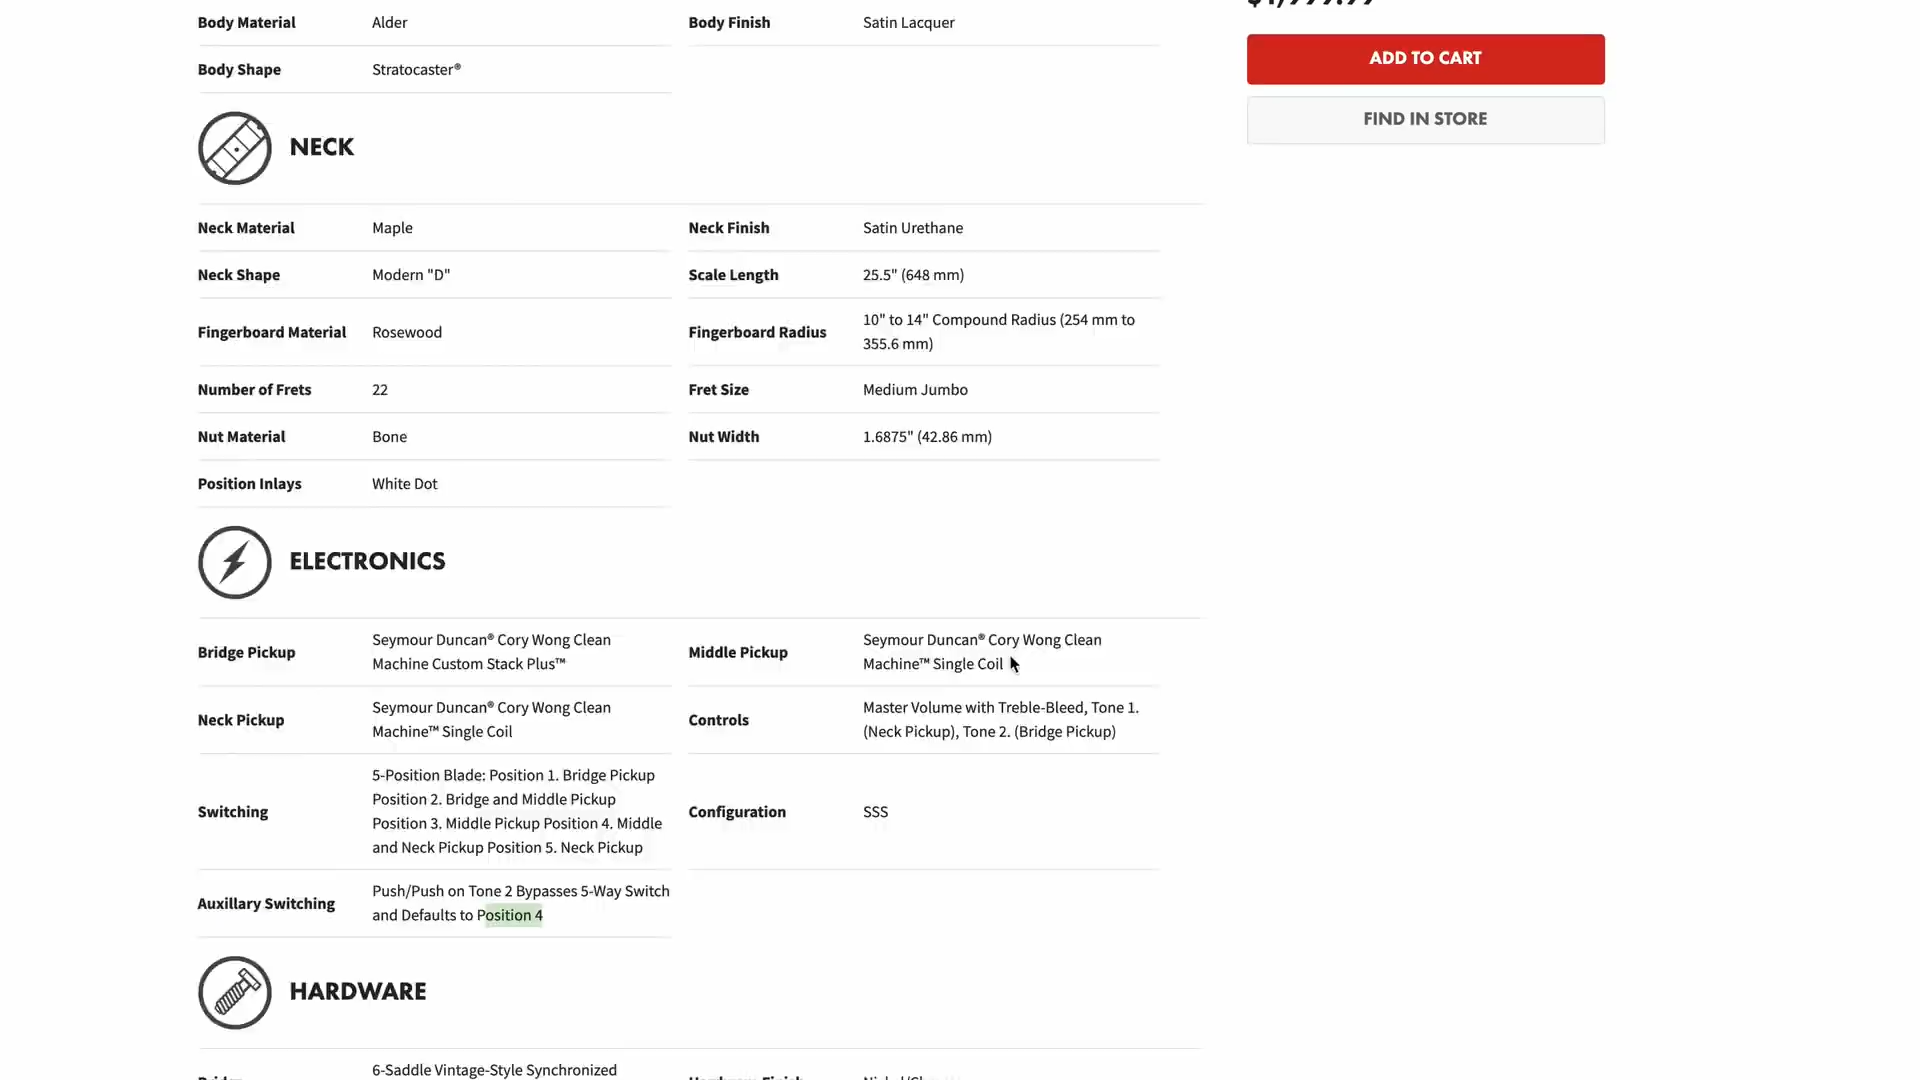 Body Material Alder Body Finish Satin Lacquer
ADD TO CART
Body Shape Stratocaster®
FIND IN STORE
NECK
Neck Material Maple Neck Finish Satin Urethane
Neck Shape Modern "D" Scale Length 25.5" (648 mm)
Fingerboard Material Rosewood Fingerboard Radius 10" to 14" Compound Radius (254 mm to
355.6 mm)
Number of Frets 22 Fret Size Medium Jumbo
Nut Material Bone Nut Width 1.6875" (42.86 mm)
Position Inlays White Dot
ELECTRONICS
Bridge Pickup Seymour Duncan® Cory Wong Clean
Machine Custom Stack Plus™
Middle Pickup Seymour Duncan® Cory Wong Clean
Machine™ Single Coil
Neck Pickup Seymour Duncan® Cory Wong Clean
Machine™ Single Coil
Controls Master Volume with Treble-Bleed, Tone 1.
(Neck Pickup), Tone 2. (Bridge Pickup)
Switching 5-Position Blade: Position 1. Bridge Pickup
Position 2. Bridge and Middle Pickup
Position 3. Middle Pickup Position 4. Middle
and Neck Pickup Position 5. Neck Pickup
Configuration SSS
Auxillary Switching Push/Push on Tone 2 Bypasses 5-Way Switch
and Defaults to Position 4
HARDWARE
6-Saddle Vintage-Style Synchronized